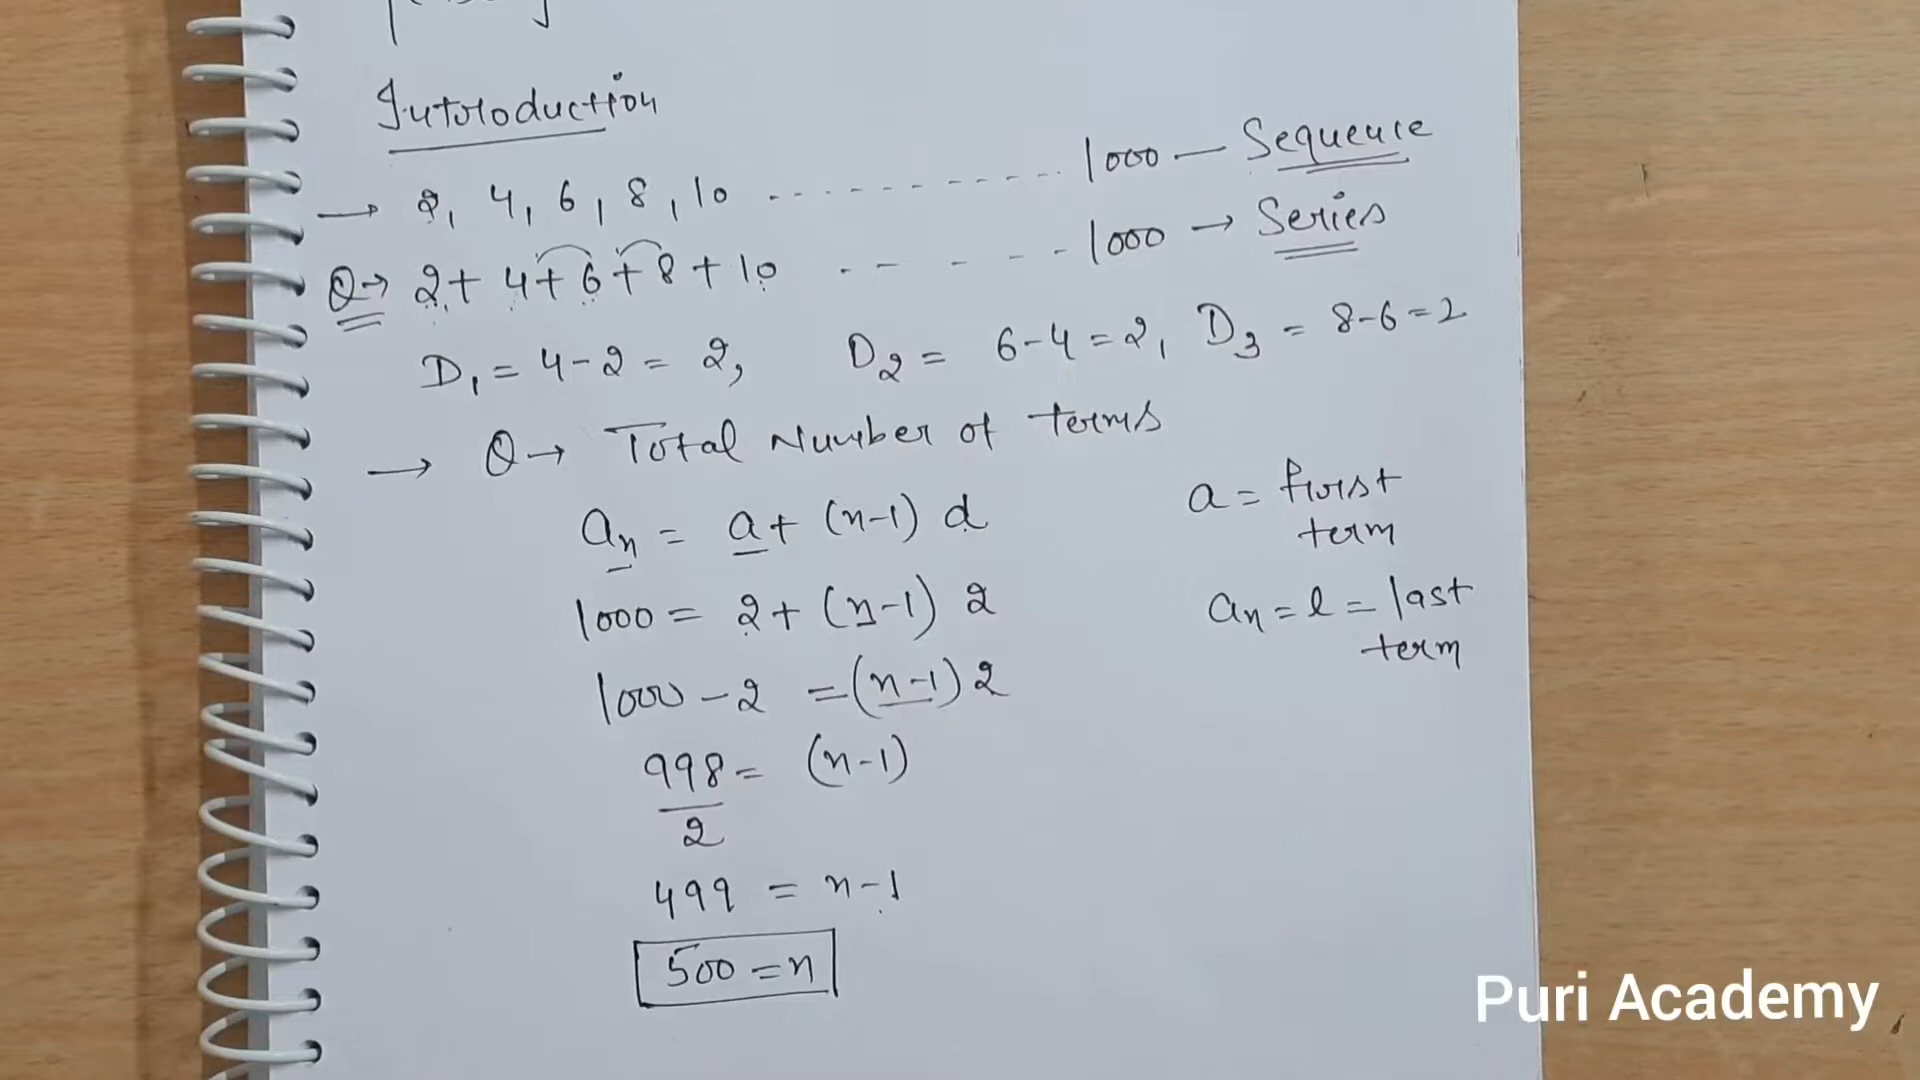 Introduction
→ 2, 4, 6, 8, 10 ............ 1000 — Sequence
Q→ 2+ 4+6+8+10 -- - - - - 1000 → Series
D₁ = 4-2 = 2, D₂ = 6-4=2, D₃ = 8-6=2
→ Q→ Total Number of terms
aₙ = a+ (n-1) d
a = first
term
1000 = 2+ (n-1) 2
aₙ = l = last
term
1000 - 2 =(n-1) 2
998/2 = (n-1)
499 = n-1
500 = n
Puri Academy